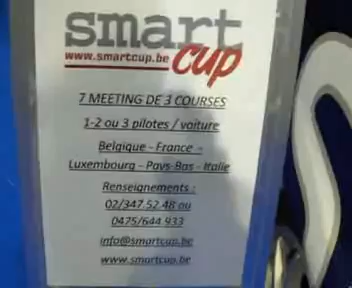 smart
www.smartcup.be cup
7 MEETING DE 3 COURSES
1-2 ou 3 pilotes / voiture
Belgique - France -
Luxembourg - Pays-Bas - Italie
Renseignements :
02/347.52.48 ou
0475/644.933
info@smartcup.be
www.smartcup.be